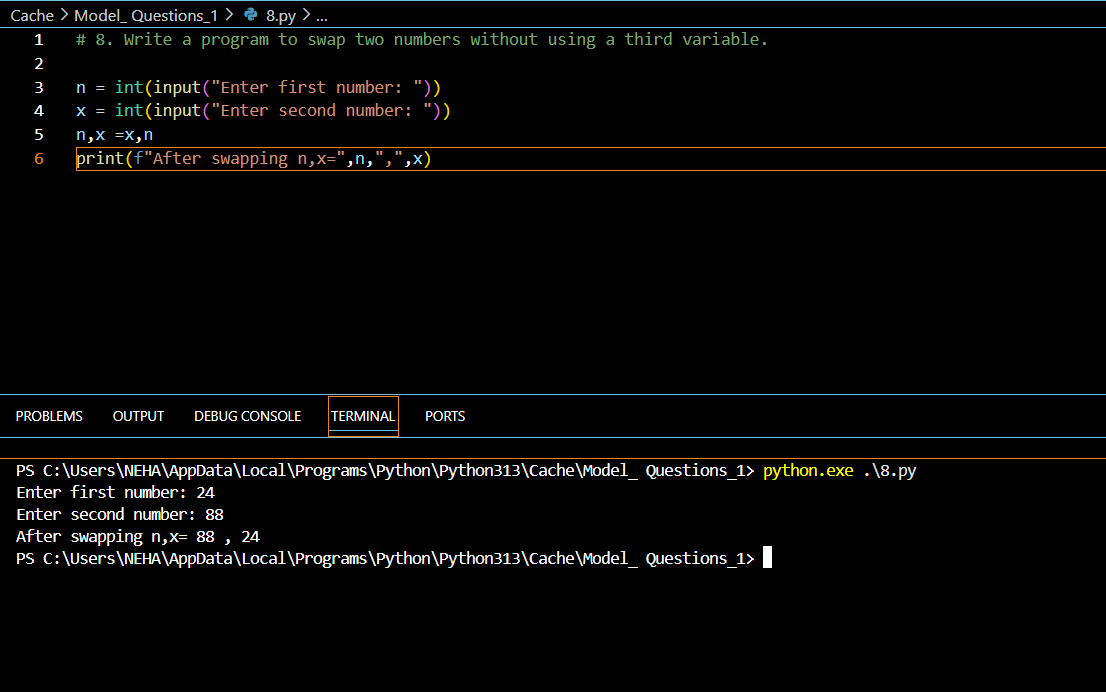 Cache > Model_ Questions_1 > 8.py > ...
1 # 8. Write a program to swap two numbers without using a third variable.
2
3 n = int(input("Enter first number: "))
4 x = int(input("Enter second number: "))
5 n,x =x,n
6 print(f"After swapping n,x=",n,",",x)
PROBLEMS OUTPUT DEBUG CONSOLE TERMINAL PORTS
PS C:\Users\NEHA\AppData\Local\Programs\Python\Python313\Cache\Model_ Questions_1> python.exe .\8.py
Enter first number: 24
Enter second number: 88
After swapping n,x= 88 , 24
PS C:\Users\NEHA\AppData\Local\Programs\Python\Python313\Cache\Model_ Questions_1>